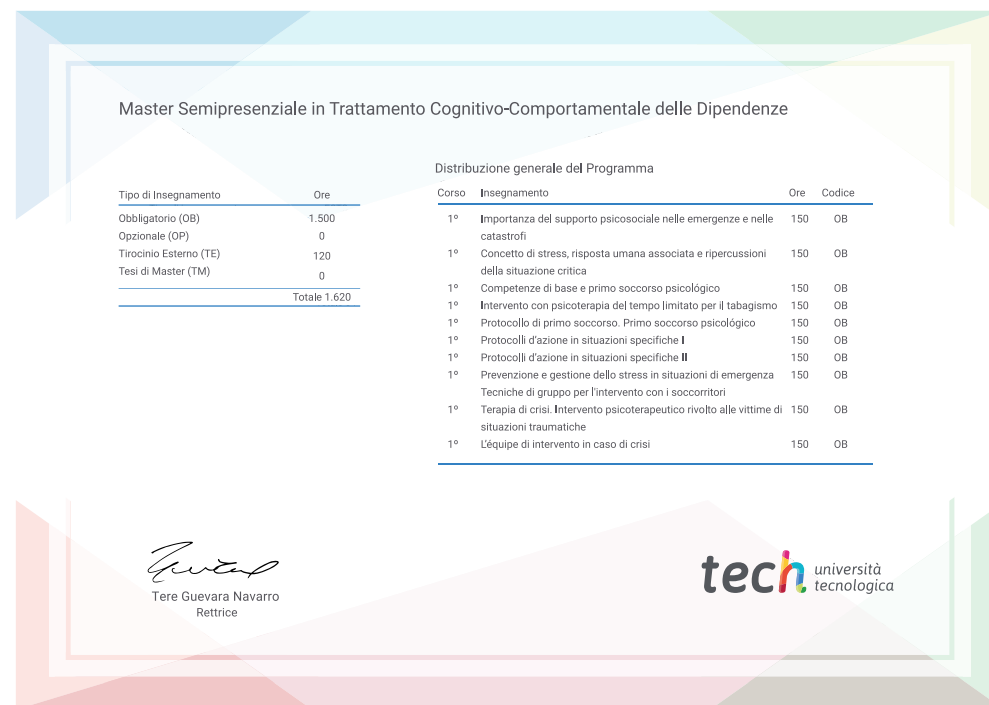 Master Semipresenziale in Trattamento Cognitivo-Comportamentale delle Dipendenze
Tipo di Insegnamento Ore
Obbligatorio (OB) 1.500
Opzionale (OP) 0
Tirocinio Esterno (TE) 120
Tesi di Master (TM) 0
Totale 1.620
Distribuzione generale del Programma
Corso Insegnamento Ore Codice
1º Importanza del supporto psicosociale nelle emergenze e nelle 150 OB
catastrofi
1º Concetto di stress, risposta umana associata e ripercussioni 150 OB
della situazione critica
1º Competenze di base e primo soccorso psicológico 150 OB
1º Intervento con psicoterapia del tempo limitato per il tabagismo 150 OB
1º Protocollo di primo soccorso. Primo soccorso psicológico 150 OB
1º Protocolli d'azione in situazioni specifiche I 150 OB
1º Protocolli d'azione in situazioni specifiche II 150 OB
1º Prevenzione e gestione dello stress in situazioni di emergenza 150 OB
Tecniche di gruppo per l'intervento con i soccorritori
1º Terapia di crisi. Intervento psicoterapeutico rivolto alle vittime di 150 OB
situazioni traumatiche
1º L'équipe di intervento in caso di crisi 150 OB
Tere Guevara Navarro
Rettrice
tech università
tecnologica